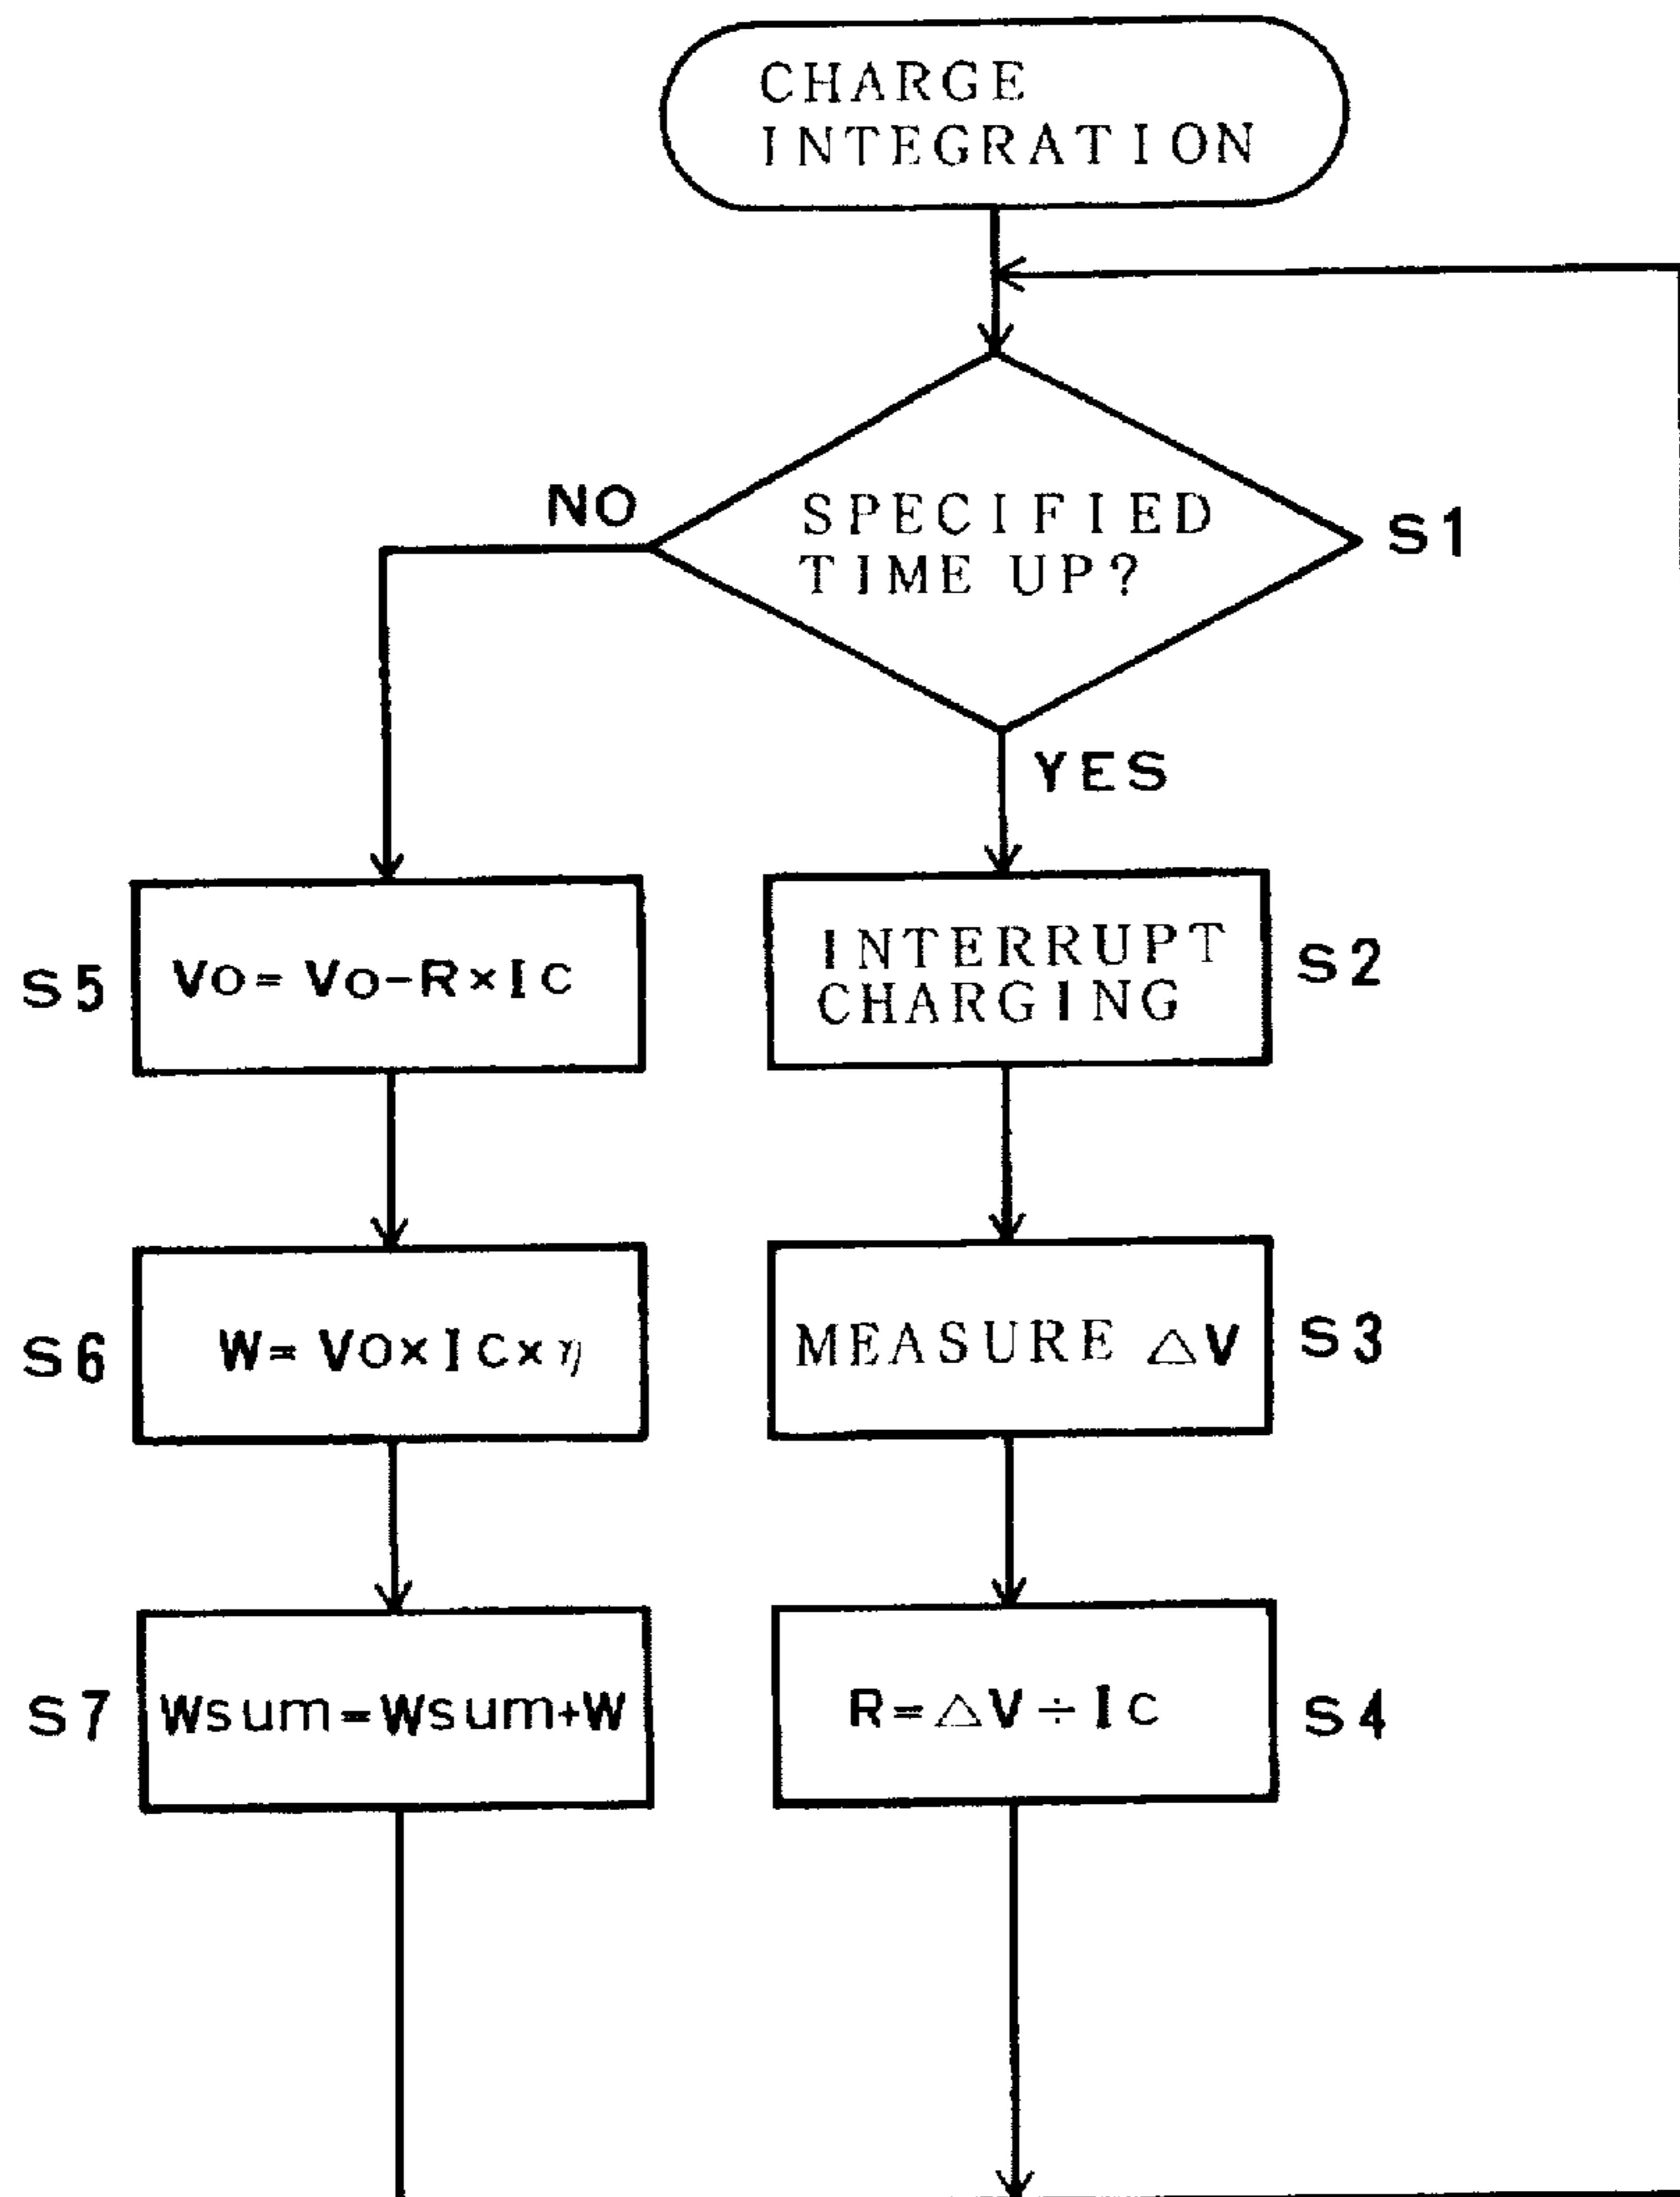 CHARGE
INTEGRATION
NO
SPECIFIED
TIME UP?
S1
YES
S5
VO= VO-R×IC
INTERRUPT
CHARGING
S2
S6
W= VO×IC×η
MEASURE △V
S3
S7
Wsum=Wsum+W
R=△V÷IC
S4